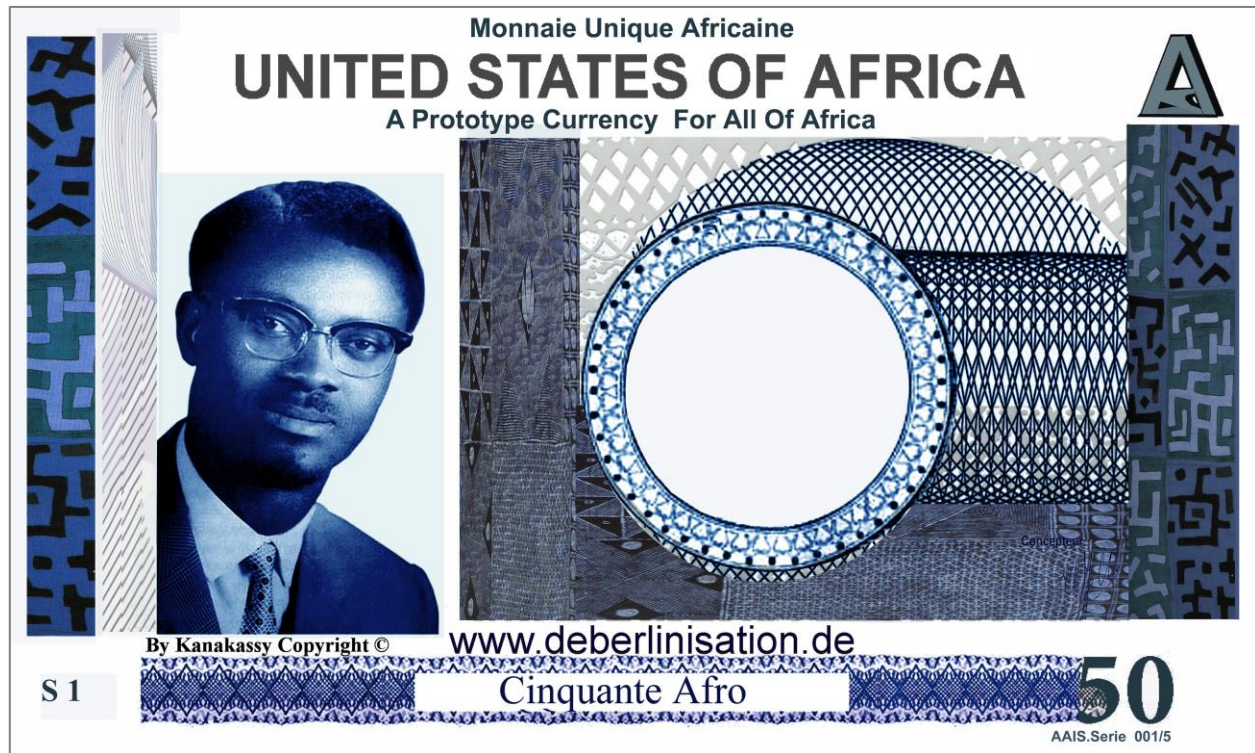 Monnaie Unique Africaine
UNITED STATES OF AFRICA
A Prototype Currency For All Of Africa
A
Concepteur
By Kanakassy Copyright ©
www.deberlinisation.de
S 1
Cinquante Afro
50
AAIS.Serie 001/5